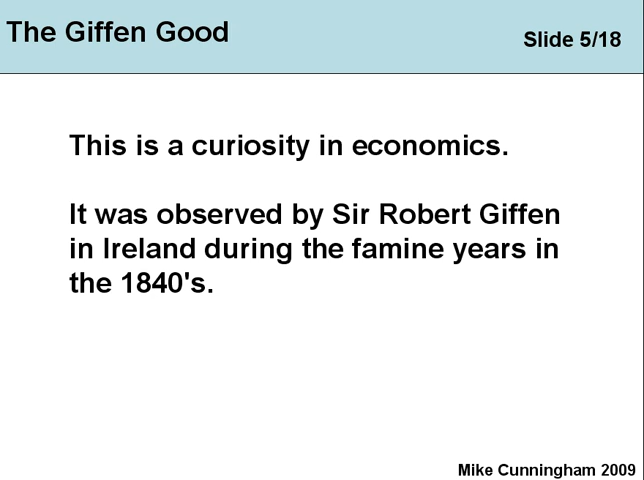 The Giffen Good
Slide 5/18
This is a curiosity in economics.
It was observed by Sir Robert Giffen
in Ireland during the famine years in
the 1840's.
Mike Cunningham 2009